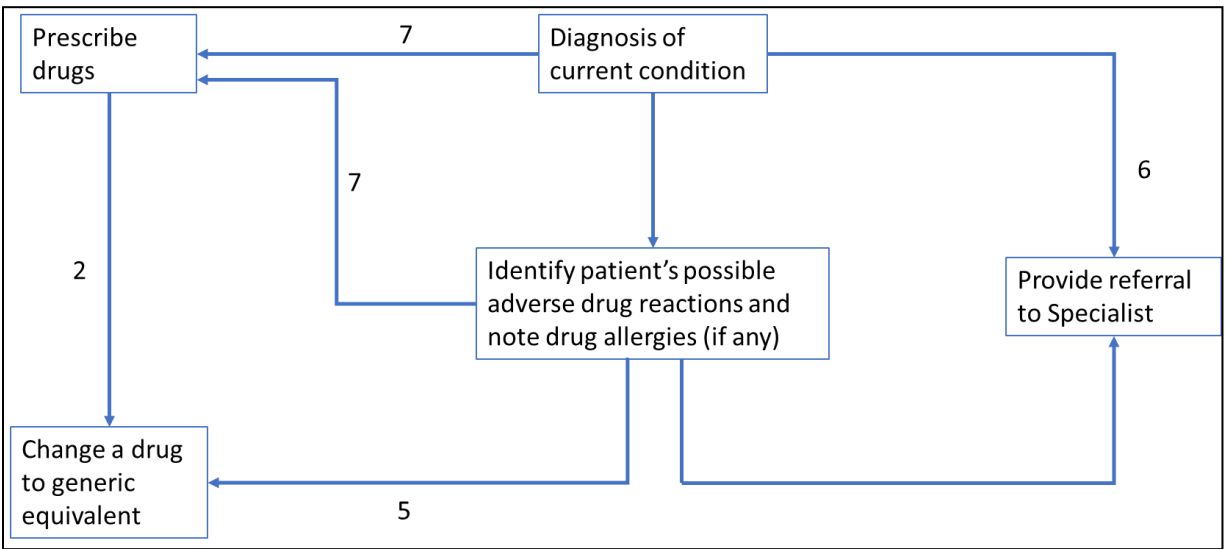 Prescribe
drugs
7
Diagnosis of
current condition
7
6
2
Identify patient’s possible
adverse drug reactions and
note drug allergies (if any)
Provide referral
to Specialist
Change a drug
to generic
equivalent
5